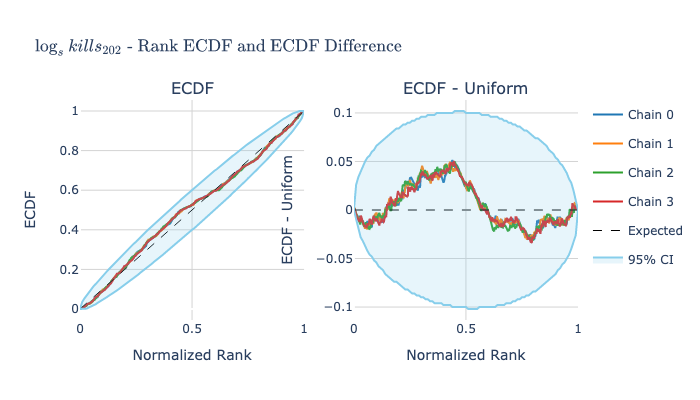 log_s kills_202 - Rank ECDF and ECDF Difference
ECDF
ECDF - Uniform
ECDF
1
0.8
0.6
0.4
0.2
0
0
0.5
1
Normalized Rank
ECDF - Uniform
0.1
0.05
0
−0.05
−0.1
0
0.5
1
Normalized Rank
Chain 0
Chain 1
Chain 2
Chain 3
Expected
95% CI